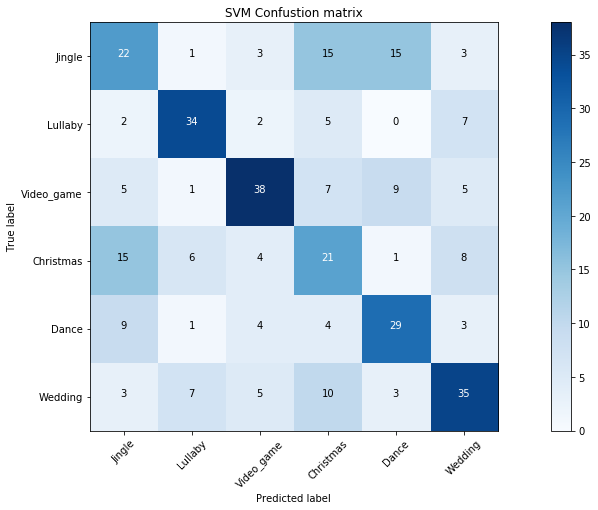 SVM Confustion matrix
True label
Jingle 22 1 3 15 15 3
Lullaby 2 34 2 5 0 7
Video_game 5 1 38 7 9 5
Christmas 15 6 4 21 1 8
Dance 9 1 4 4 29 3
Wedding 3 7 5 10 3 35
Jingle Lullaby Video_game Christmas Dance Wedding
Predicted label
35
30
25
20
15
10
5
0